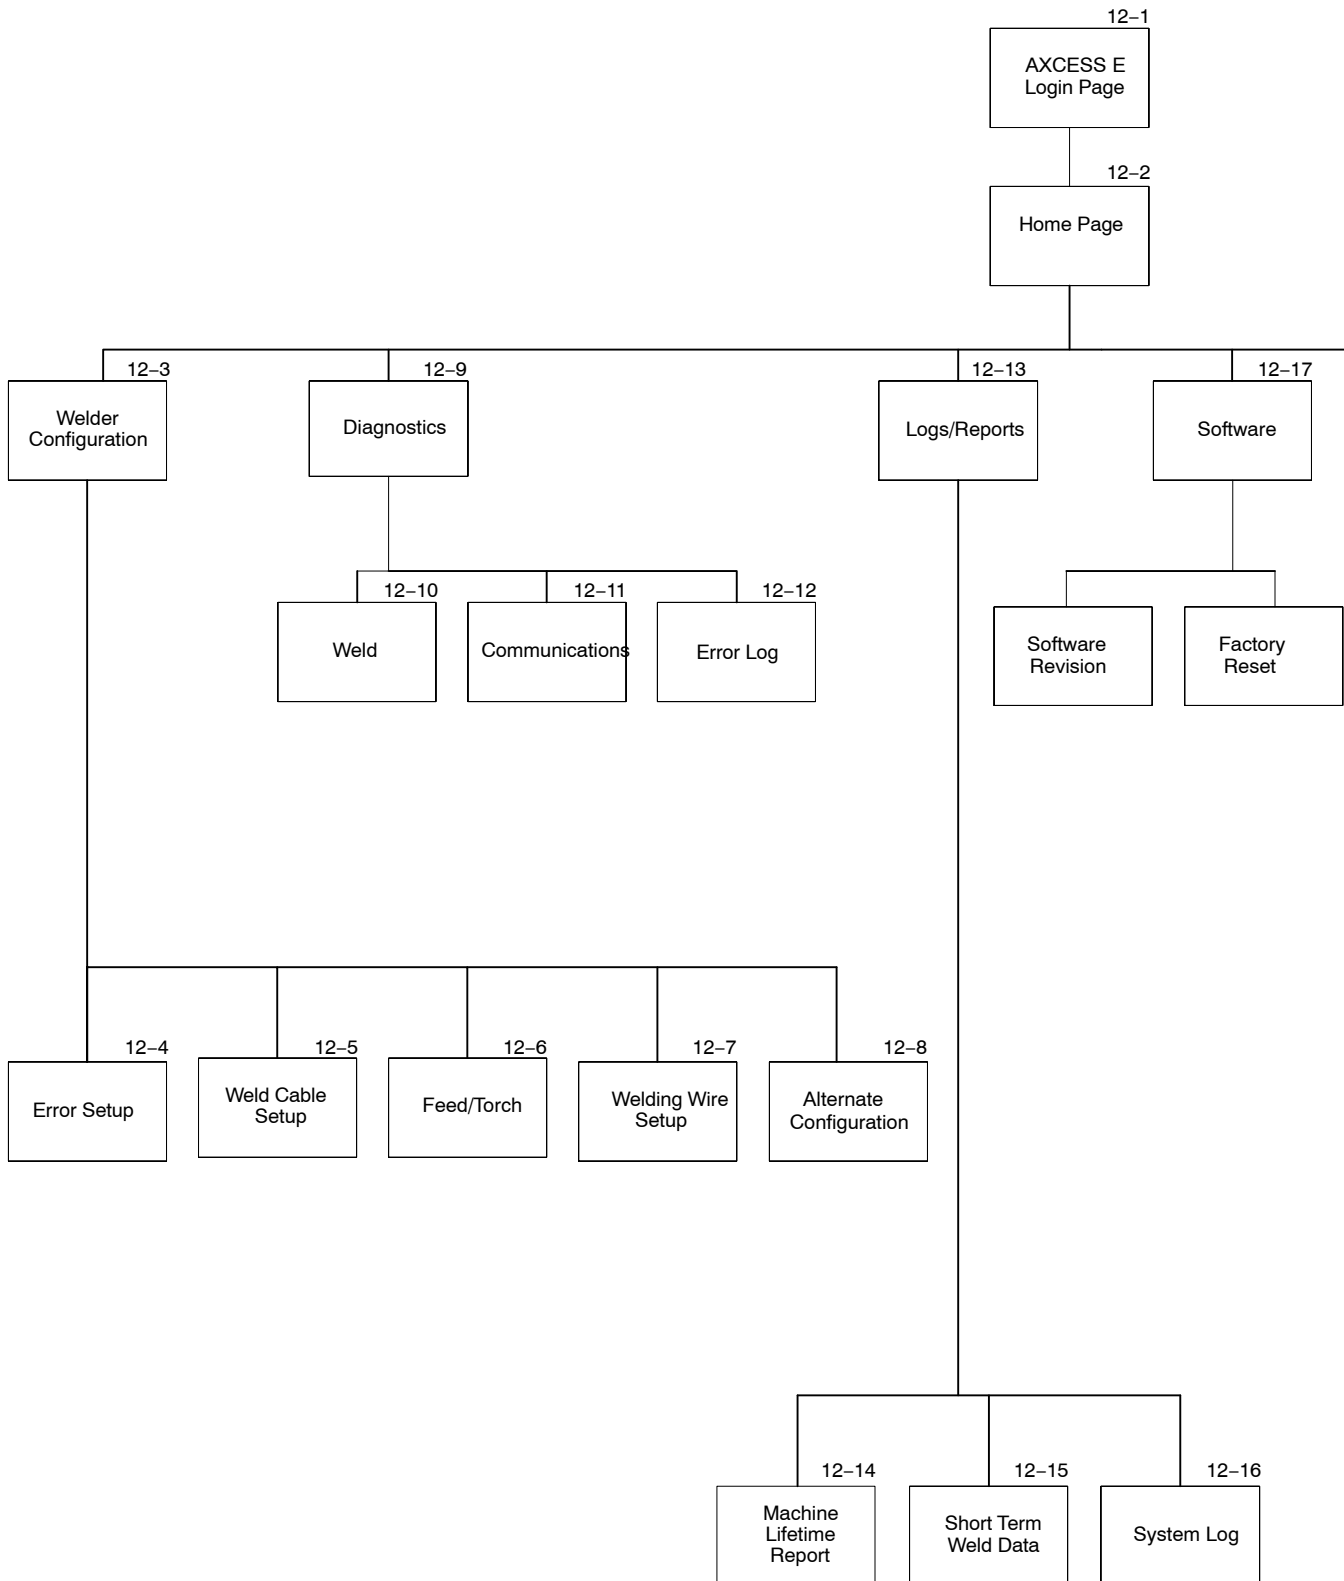 12–1
AXCESS E
Login Page
12–2
Home Page
12–3
Welder
Configuration
12–9
Diagnostics
12–13
Logs/Reports
12–17
Software
12–10
Weld
12–11
Communications
12–12
Error Log
Software
Revision
Factory
Reset
12–4
Error Setup
12–5
Weld Cable
Setup
12–6
Feed/Torch
12–7
Welding Wire
Setup
12–8
Alternate
Configuration
12–14
Machine
Lifetime
Report
12–15
Short Term
Weld Data
12–16
System Log